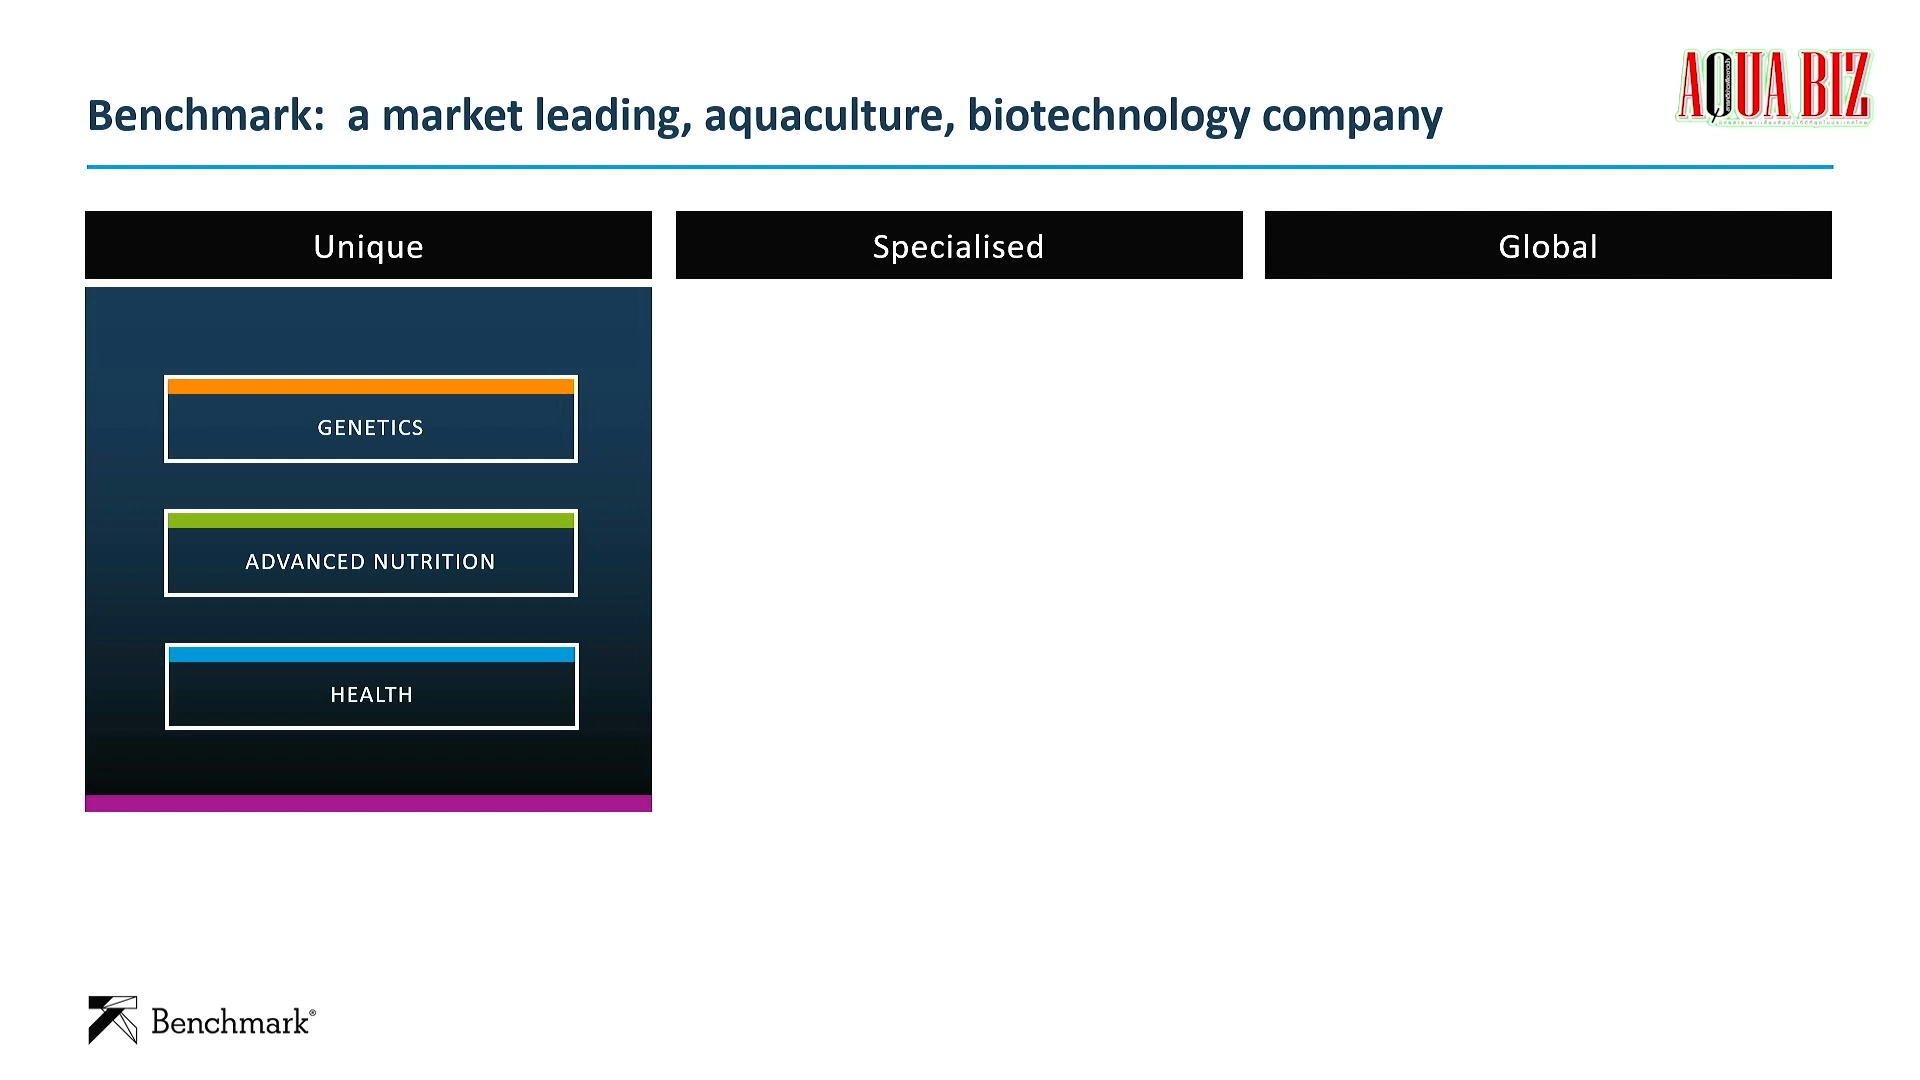 AQUA BIZ
Benchmark: a market leading, aquaculture, biotechnology company
Unique
Specialised
Global
GENETICS
ADVANCED NUTRITION
HEALTH
Benchmark®